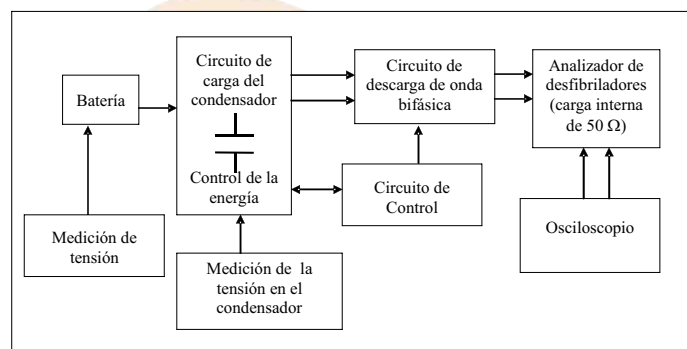 Batería
Circuito de
carga del
condensador
Control de la
energía
Circuito de
descarga de onda
bifásica
Analizador de
desfibriladores
(carga interna
de 50 Ω)
Medición de
tensión
Medición de la
tensión en el
condensador
Circuito de
Control
Osciloscopio